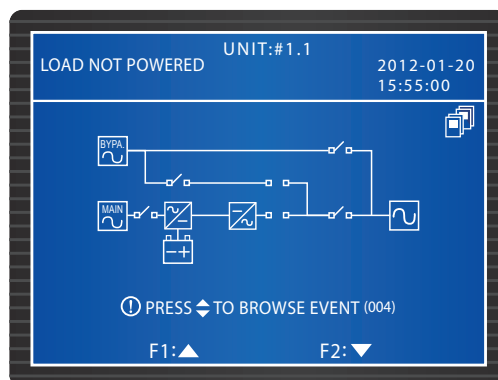 UNIT:#1.1
LOAD NOT POWERED
2012-01-20
15:55:00
BYPA.
MAIN
PRESS TO BROWSE EVENT (004)
F1: F2: